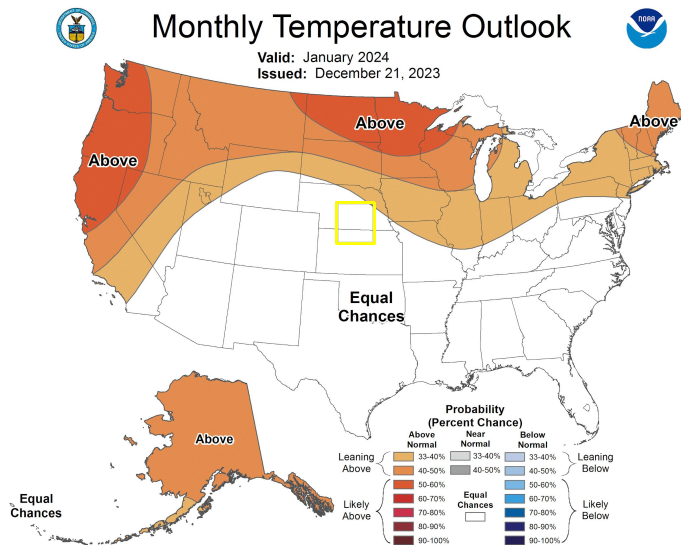 Monthly Temperature Outlook
NOAA
Valid: January 2024
Issued: December 21, 2023
Above
Above
Above
Equal
Chances
Above
Equal
Chances
Probability
(Percent Chance)
Above
Normal
Near
Normal
Below
Normal
Leaning
Above
33-40%
33-40%
33-40%
Leaning
Below
40-50%
40-50%
40-50%
50-60%
50-60%
Likely
Above
60-70%
Equal
Chances
60-70%
Likely
Below
70-80%
70-80%
80-90%
80-90%
90-100%
90-100%